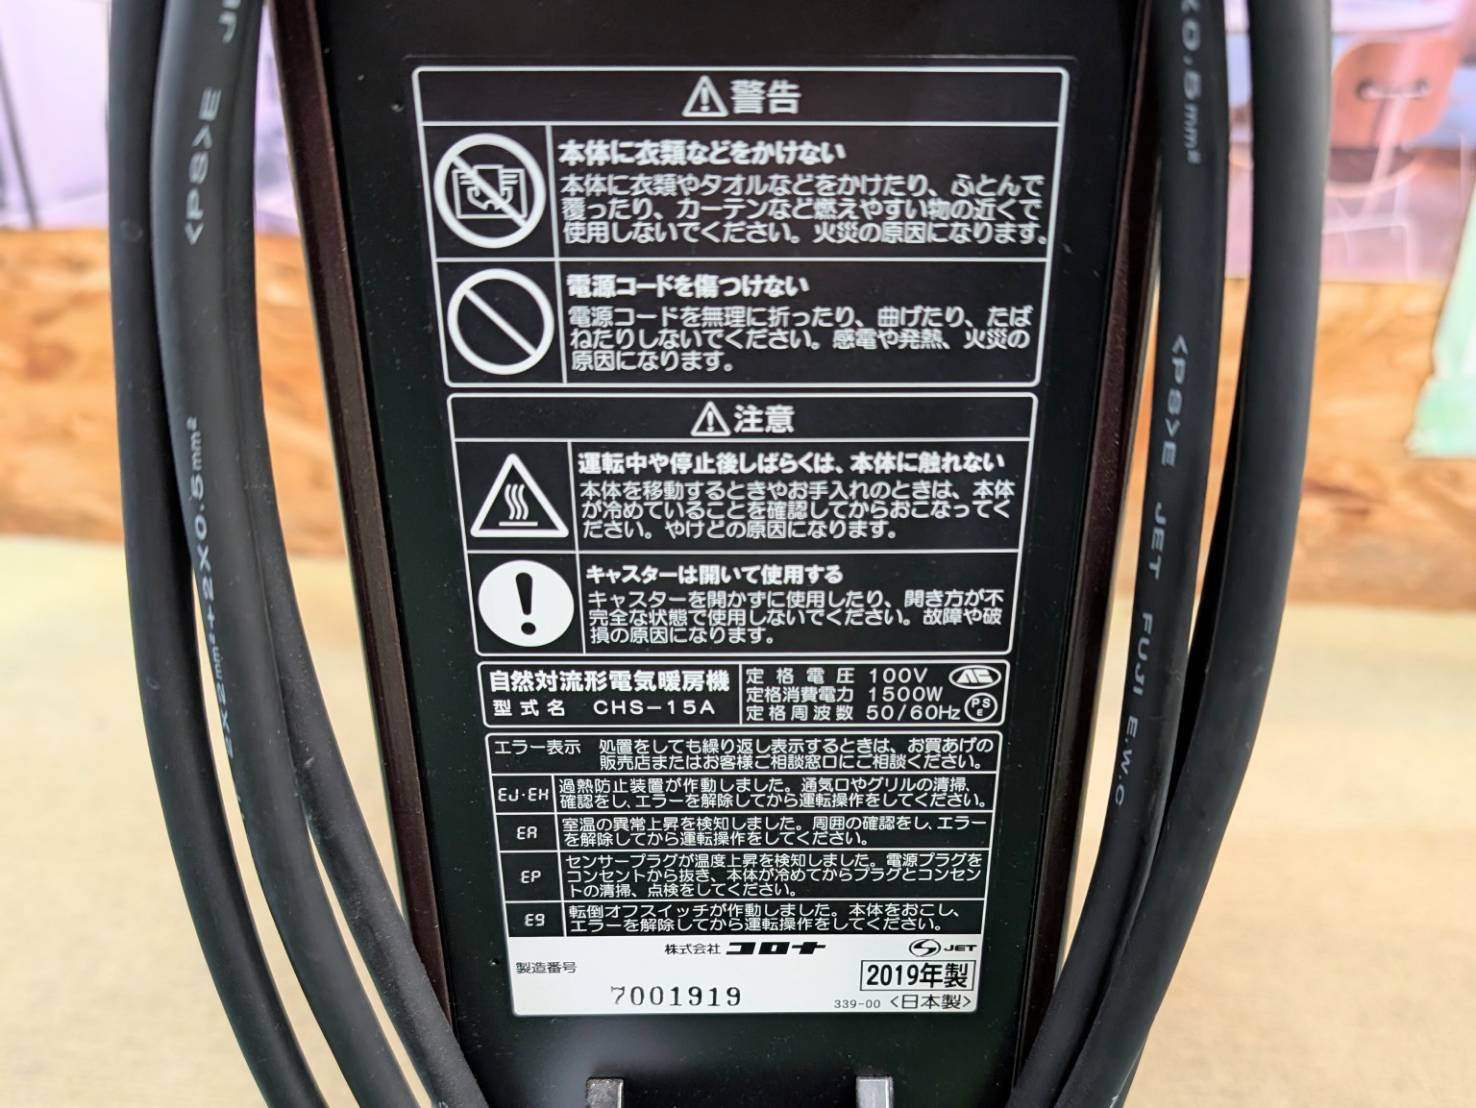 警告
本体に衣類などをかけない
本体に衣類やタオルなどをかけたり、ふとんで
覆ったり、カーテンなど燃えやすい物の近くで
使用しないでください。火災の原因になります。
電源コードを傷つけない
電源コードを無理に折ったり、曲げたり、たば
ねたりしないでください。感電や発熱、火災の
原因になります。
注意
運転中や停止後しばらくは、本体に触れない
本体を移動するときやお手入れのときは、本体
が冷めていることを確認してからおこなってく
ださい。やけどの原因になります。
キャスターは開いて使用する
キャスターを開かずに使用したり、開き方が不
完全な状態で使用しないでください。故障や破
損の原因になります。
自然対流形電気暖房機
型式名 CHS-15A
定格電圧 100V
定格消費電力 1500W
定格周波数 50/60Hz
PSE
エラー表示 処置をしても繰り返し表示するときは、お買あげの
販売店またはお客様ご相談窓口にご相談ください。
EJ・EH 過熱防止装置が作動しました。通気口やグリルの清掃、
確認をし、エラーを解除してから運転操作をしてください。
EA 室温の異常上昇を検知しました。周囲の確認をし、エラー
を解除してから運転操作をしてください。
EP センサープラグが温度上昇を検知しました。電源プラグを
コンセントから抜き、本体が冷めてからプラグとコンセン
トの清掃、点検をしてください。
E9 転倒オフスイッチが作動しました。本体をおこし、
エラーを解除してから運転操作をしてください。
株式会社 コロナ
JET
製造番号
7001919
2019年製
339-00 <日本製>
<PS>E
2X2mm²+2X0.5mm²
X0.5mm²
<PS>E JET FUJI E.W.C